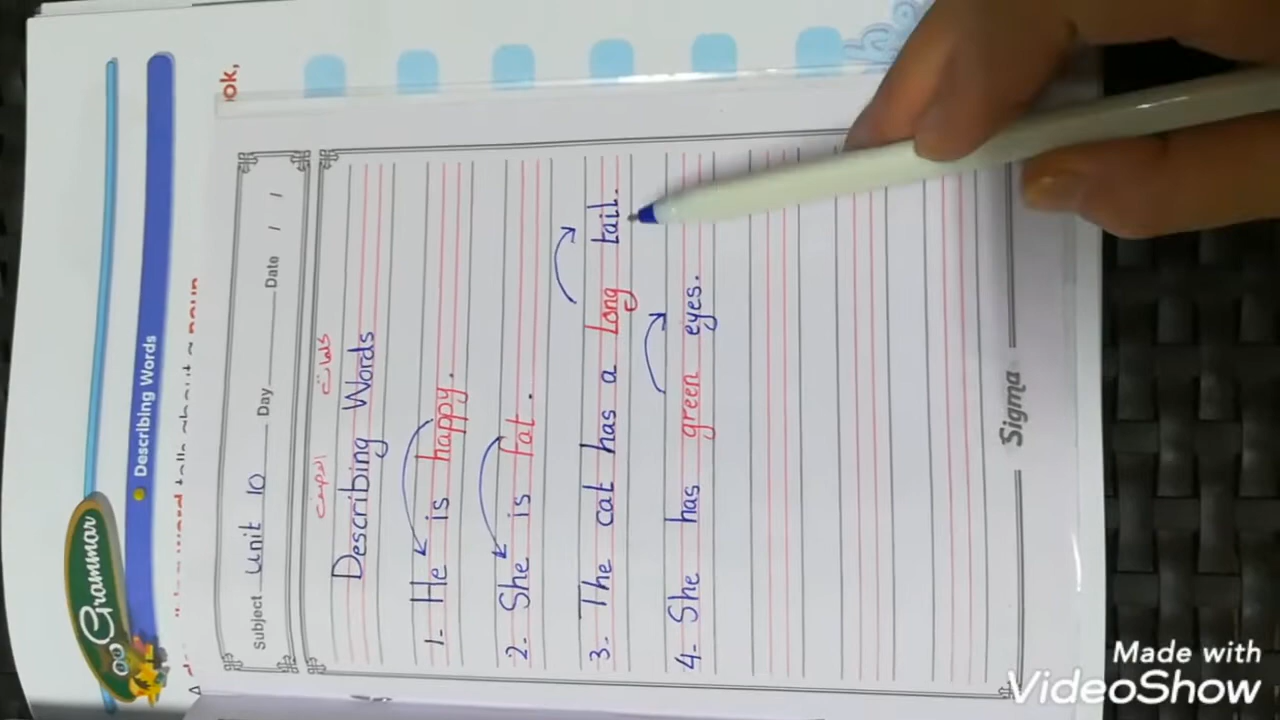 Grammar
Describing Words
ok,
Subject Unit 10 Day Date / /
كلمات الوصف
Describing Words
1- He is happy.
2- She is fat.
3- The cat has a long tail.
4- She has green eyes.
Sigma
Made with
VideoShow